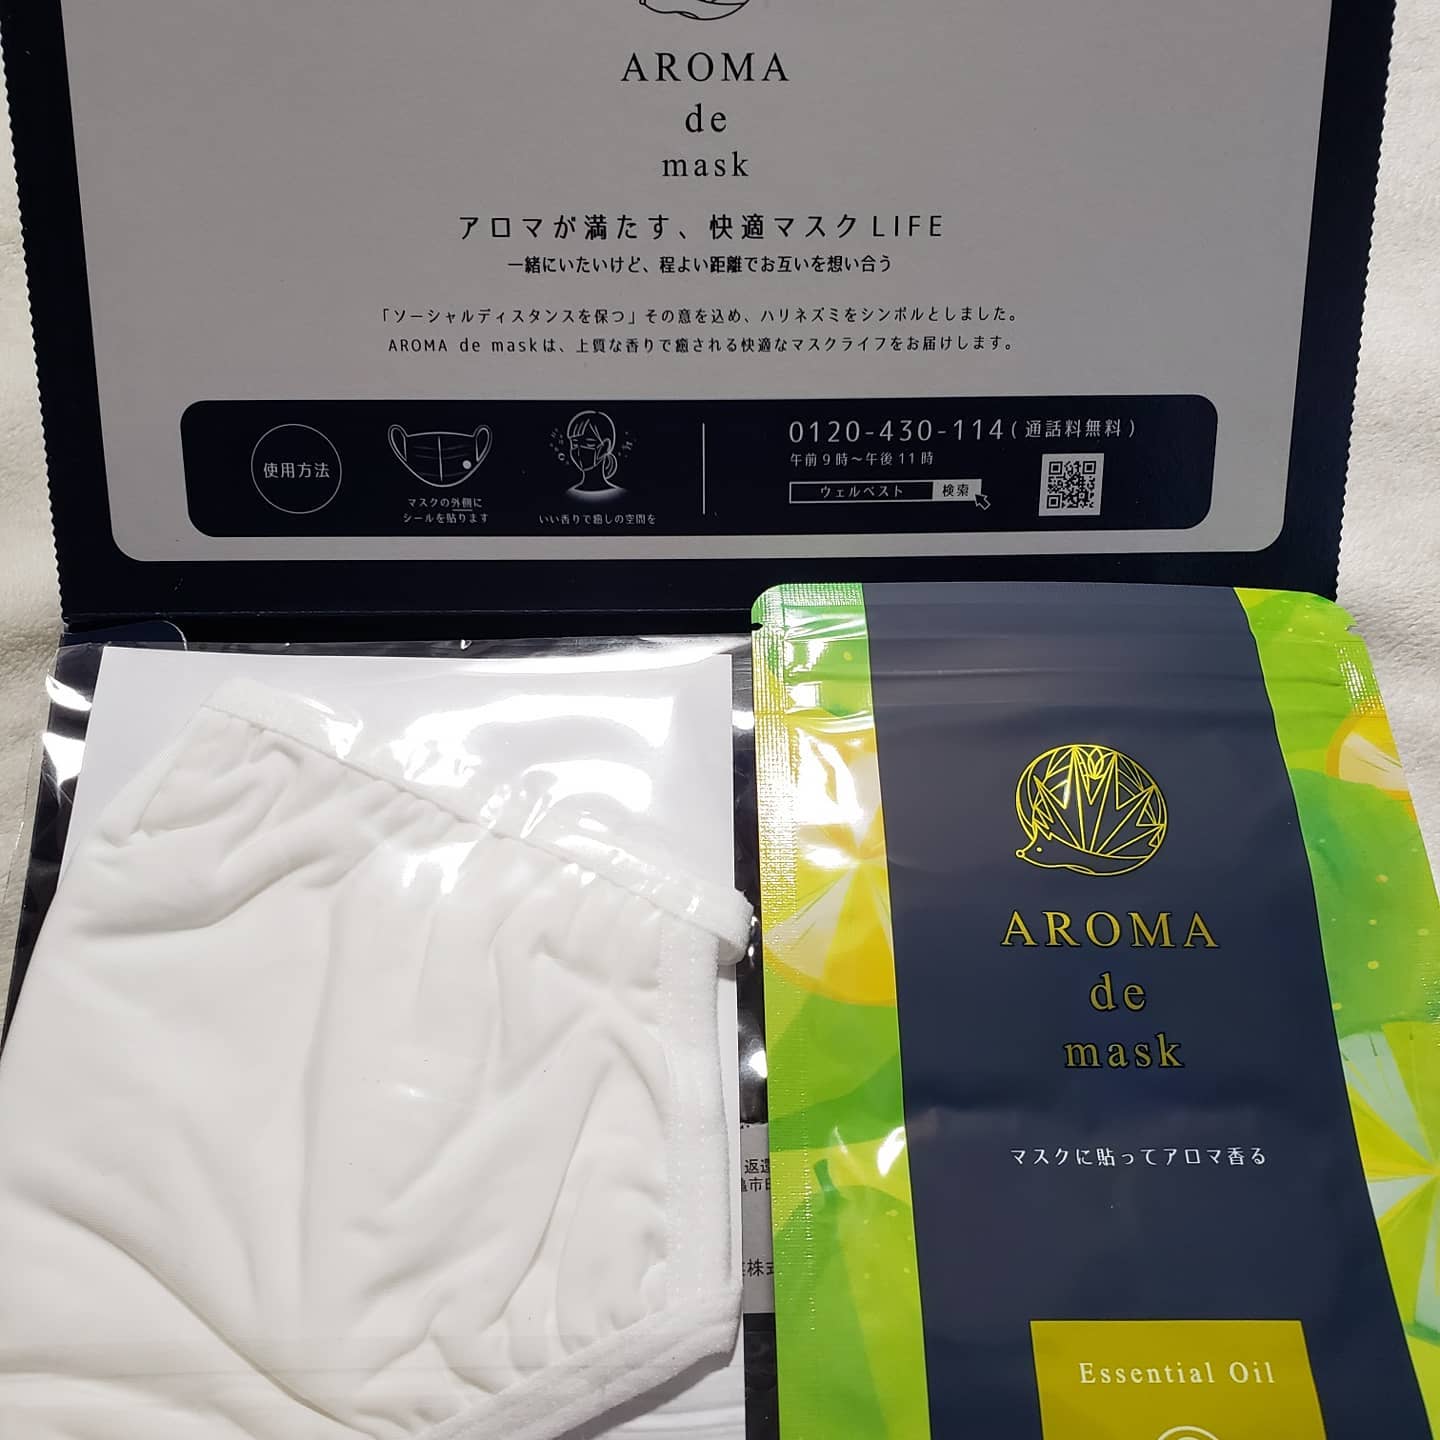 AROMA
de
mask
アロマが満たす、快適マスクLIFE
一緒にいたいけど、程よい距離でお互いを想い合う
「ソーシャルディスタンスを保つ」その意を込め、ハリネズミをシンボルとしました。
AROMA de maskは、上質な香りで癒される快適なマスクライフをお届けします。
使用方法
マスクの外側に
シールを貼ります
いい香りで癒しの空間を
0120-430-114(通話料無料)
午前9時～午後11時
ウェルベスト 検索
AROMA
de
mask
マスクに貼ってアロマ香る
Essential Oil
返還
市
株式